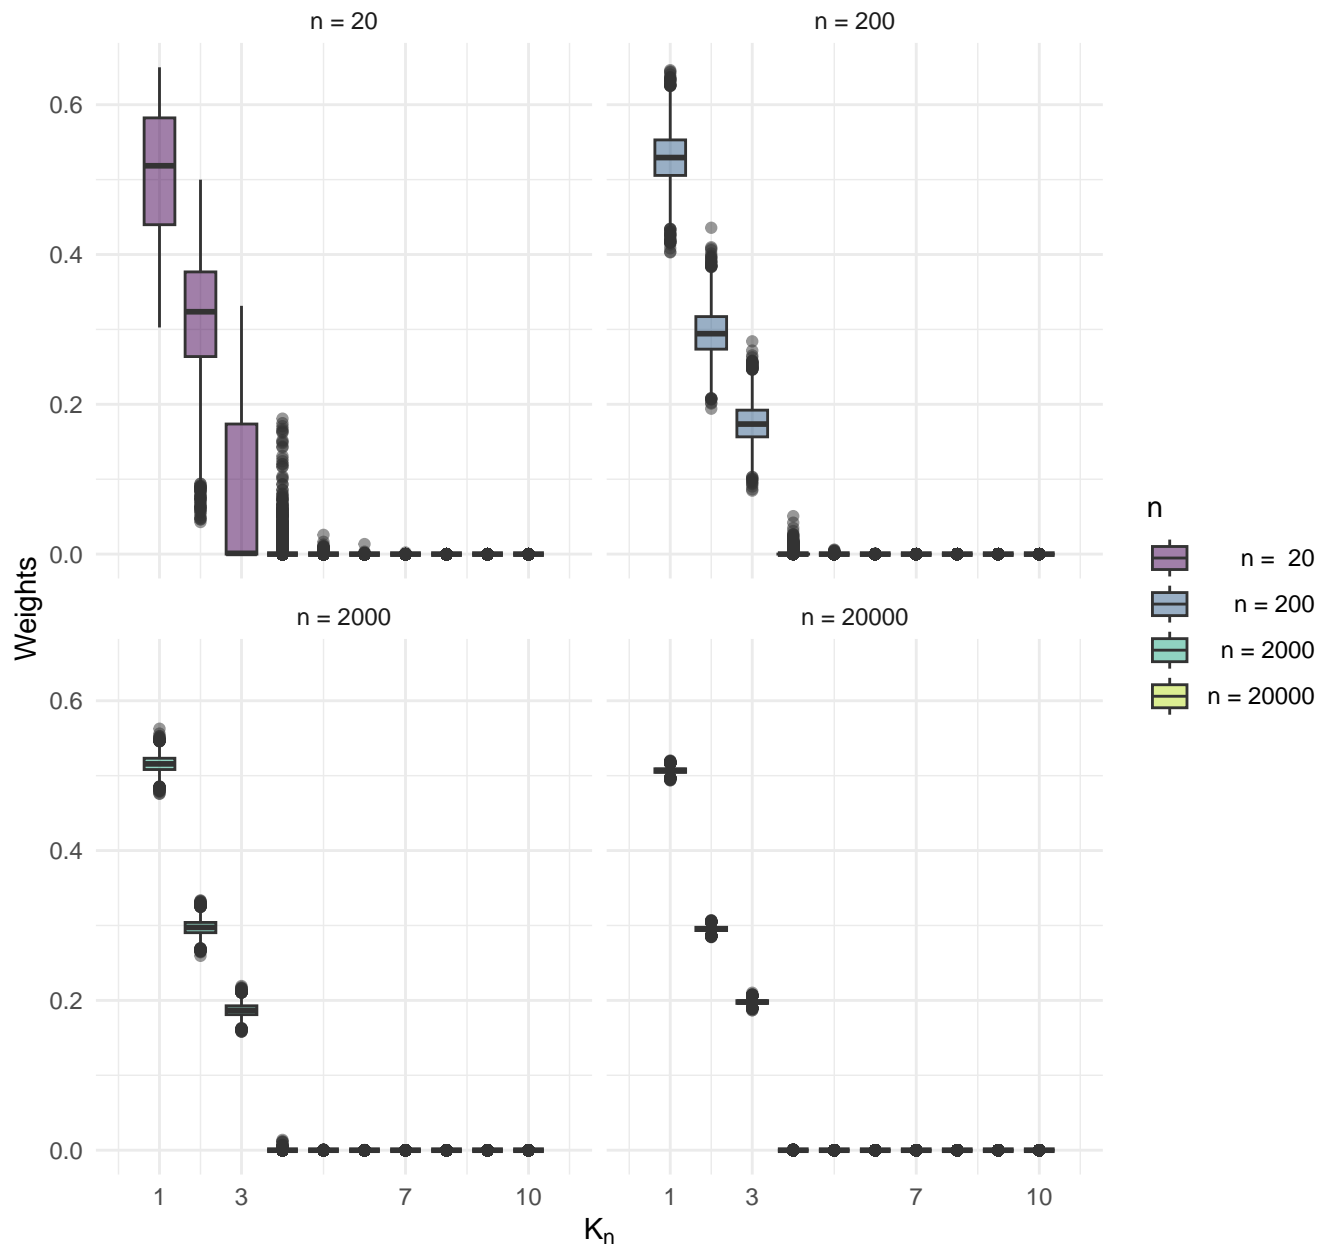 n = 20
n = 200
0.6
0.4
0.2
0.0
n = 2000
n = 20000
0.6
0.4
0.2
0.0
1 3 7 10
1 3 7 10
Weights
Kn
n
n = 20
n = 200
n = 2000
n = 20000